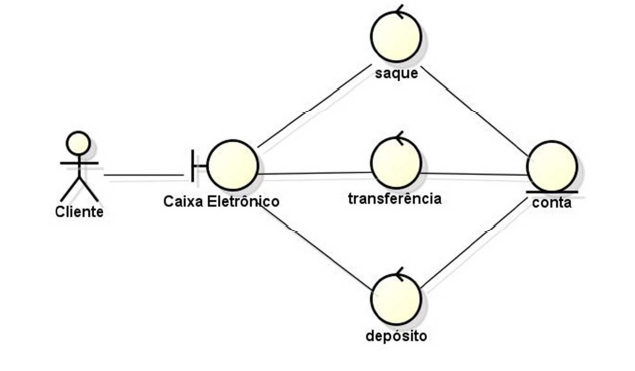 saque
Cliente
Caixa Eletrônico
transferência
conta
depósito